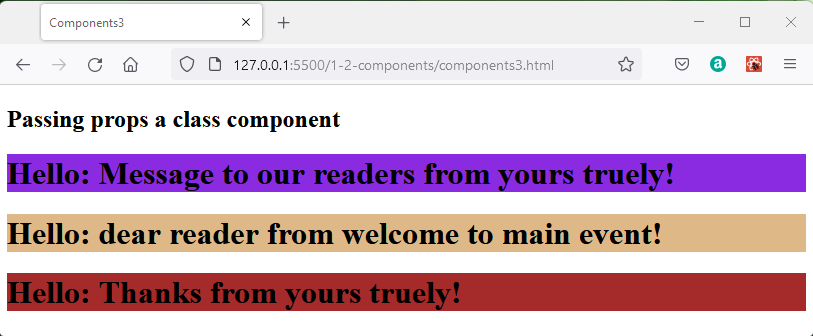 Components3
127.0.0.1:5500/1-2-components/components3.html
a
Passing props a class component
Hello: Message to our readers from yours truely!
Hello: dear reader from welcome to main event!
Hello: Thanks from yours truely!